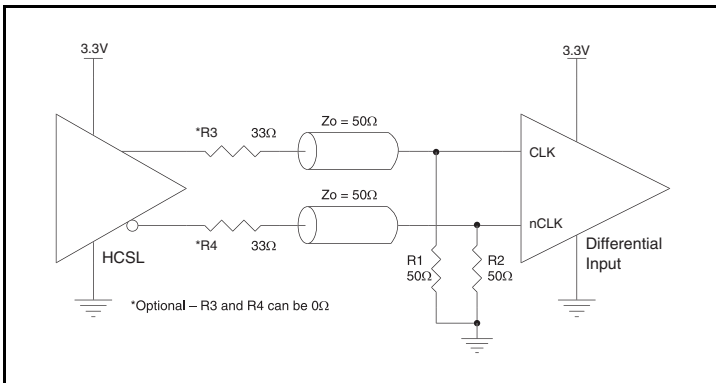 3.3V
3.3V
*R3 33Ω
Zo = 50Ω
CLK
Zo = 50Ω
nCLK
*R4 33Ω
HCSL
Differential
Input
R1
50Ω
R2
50Ω
*Optional – R3 and R4 can be 0Ω